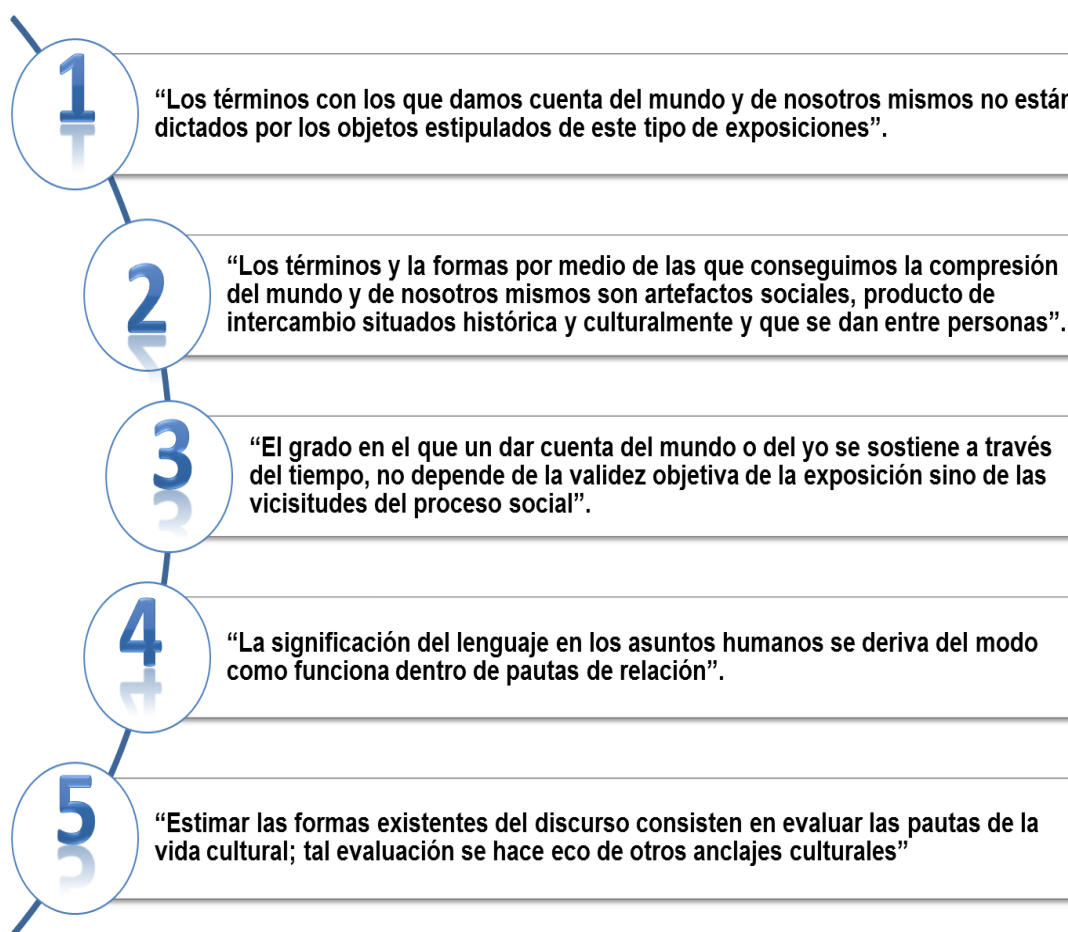 1
“Los términos con los que damos cuenta del mundo y de nosotros mismos no están
dictados por los objetos estipulados de este tipo de exposiciones”.
2
“Los términos y la formas por medio de las que conseguimos la compresión
del mundo y de nosotros mismos son artefactos sociales, producto de
intercambio situados histórica y culturalmente y que se dan entre personas”.
3
“El grado en el que un dar cuenta del mundo o del yo se sostiene a través
del tiempo, no depende de la validez objetiva de la exposición sino de las
vicisitudes del proceso social”.
4
“La significación del lenguaje en los asuntos humanos se deriva del modo
como funciona dentro de pautas de relación”.
5
“Estimar las formas existentes del discurso consisten en evaluar las pautas de la
vida cultural; tal evaluación se hace eco de otros anclajes culturales”